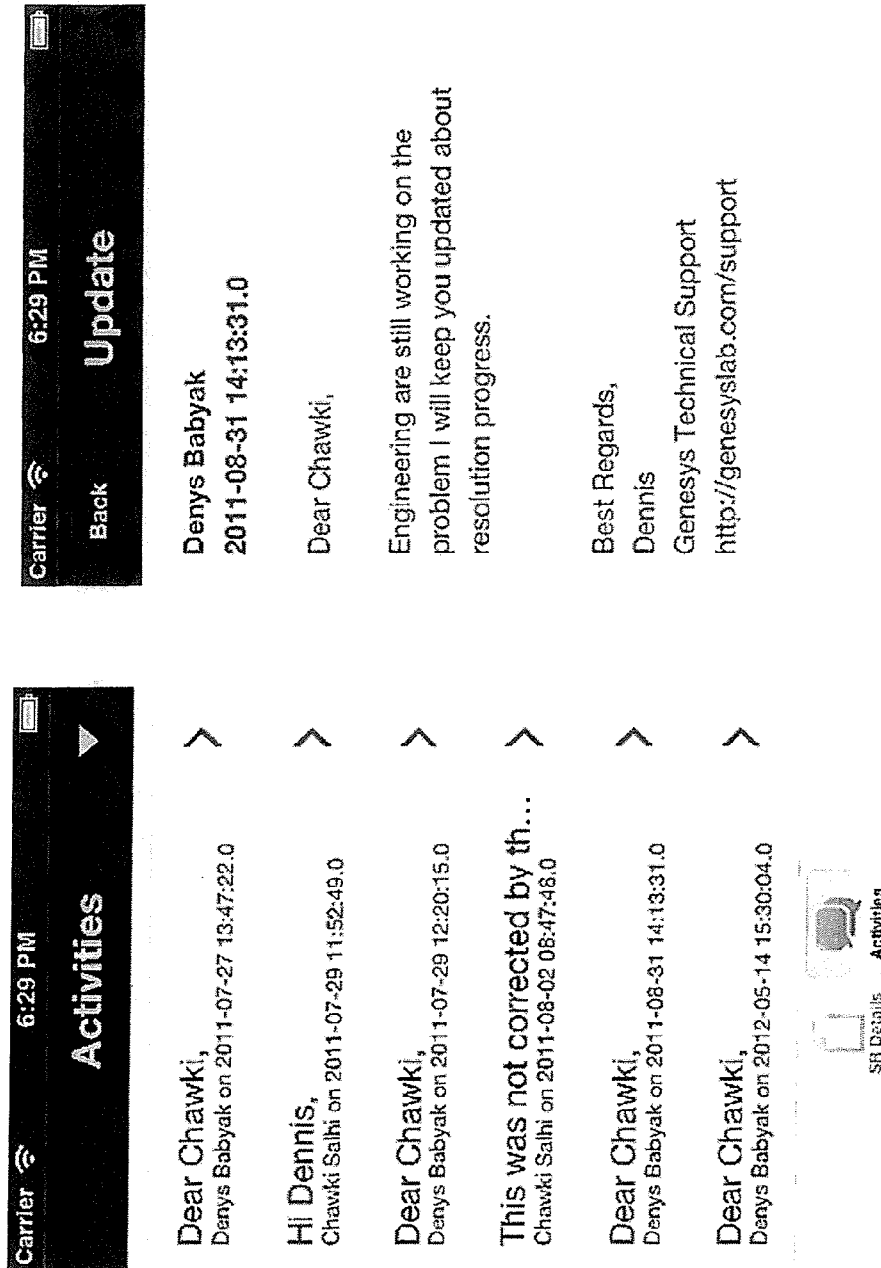 Carrier 6:29 PM
Activities
Dear Chawki,
Denys Babyak on 2011-07-27 13:47:22.0
Hi Dennis,
Chawki Salhi on 2011-07-29 11:52:49.0
Dear Chawki,
Denys Babyak on 2011-07-29 12:20:15.0
This was not corrected by th...
Chawki Salhi on 2011-08-02 08:47:48.0
Dear Chawki,
Denys Babyak on 2011-08-31 14:13:31.0
Dear Chawki,
Denys Babyak on 2012-05-14 15:30:04.0
SR Details Activities
Carrier 6:29 PM
Back Update
Denys Babyak
2011-08-31 14:13:31.0
Dear Chawki,
Engineering are still working on the
problem I will keep you updated about
resolution progress.
Best Regards,
Dennis
Genesys Technical Support
http://genesyslab.com/support